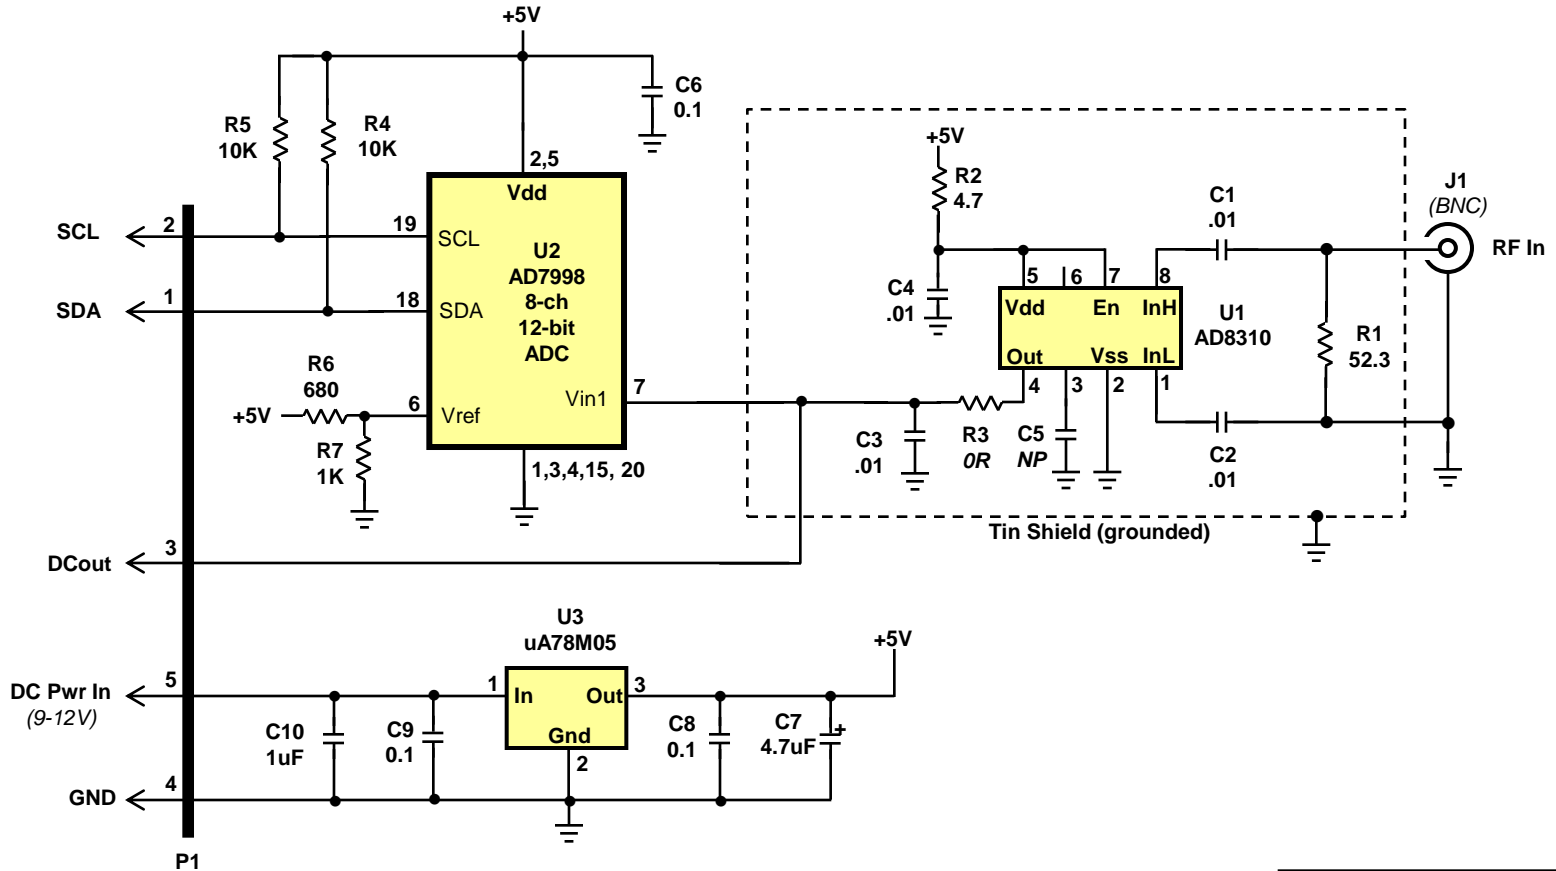 +5V
C6
0.1
R5
10K
R4
10K
2,5
Vdd
SCL
2
19
SCL
U2
AD7998
8-ch
12-bit
ADC
SDA
1
18
SDA
R6
680
+5V
6
Vref
Vin1
7
R7
1K
1,3,4,15, 20
+5V
R2
4.7
C1
.01
J1
(BNC)
RF In
C4
.01
5
6
7
8
Vdd
En
InH
U1
AD8310
Out
Vss
InL
4
3
2
1
R1
52.3
C3
.01
R3
0R
C5
NP
C2
.01
Tin Shield (grounded)
DCout
3
U3
uA78M05
+5V
DC Pwr In
(9-12V)
5
1
In
Out
3
Gnd
2
C10
1uF
C9
0.1
C8
0.1
C7
4.7uF
+
GND
4
P1